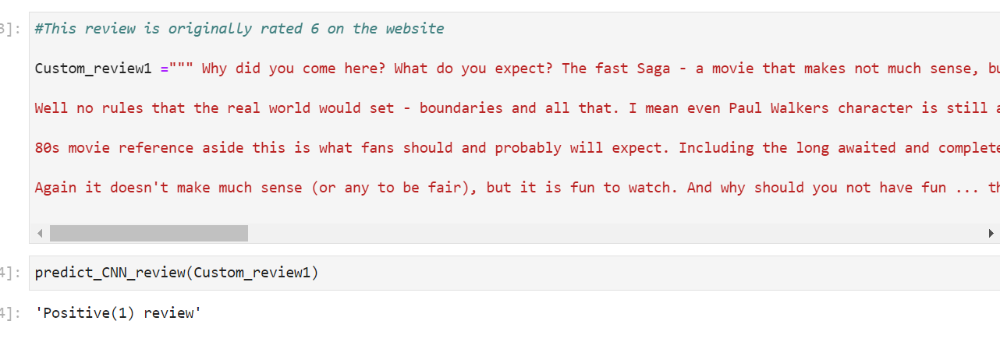 3]: #This review is originally rated 6 on the website
Custom_review1 =""" Why did you come here? What do you expect? The fast Saga - a movie that makes not much sense, bu
Well no rules that the real world would set - boundaries and all that. I mean even Paul Walkers character is still a
80s movie reference aside this is what fans should and probably will expect. Including the long awaited and complete
Again it doesn't make much sense (or any to be fair), but it is fun to watch. And why should you not have fun ... th
4]: predict_CNN_review(Custom_review1)
4]: 'Positive(1) review'